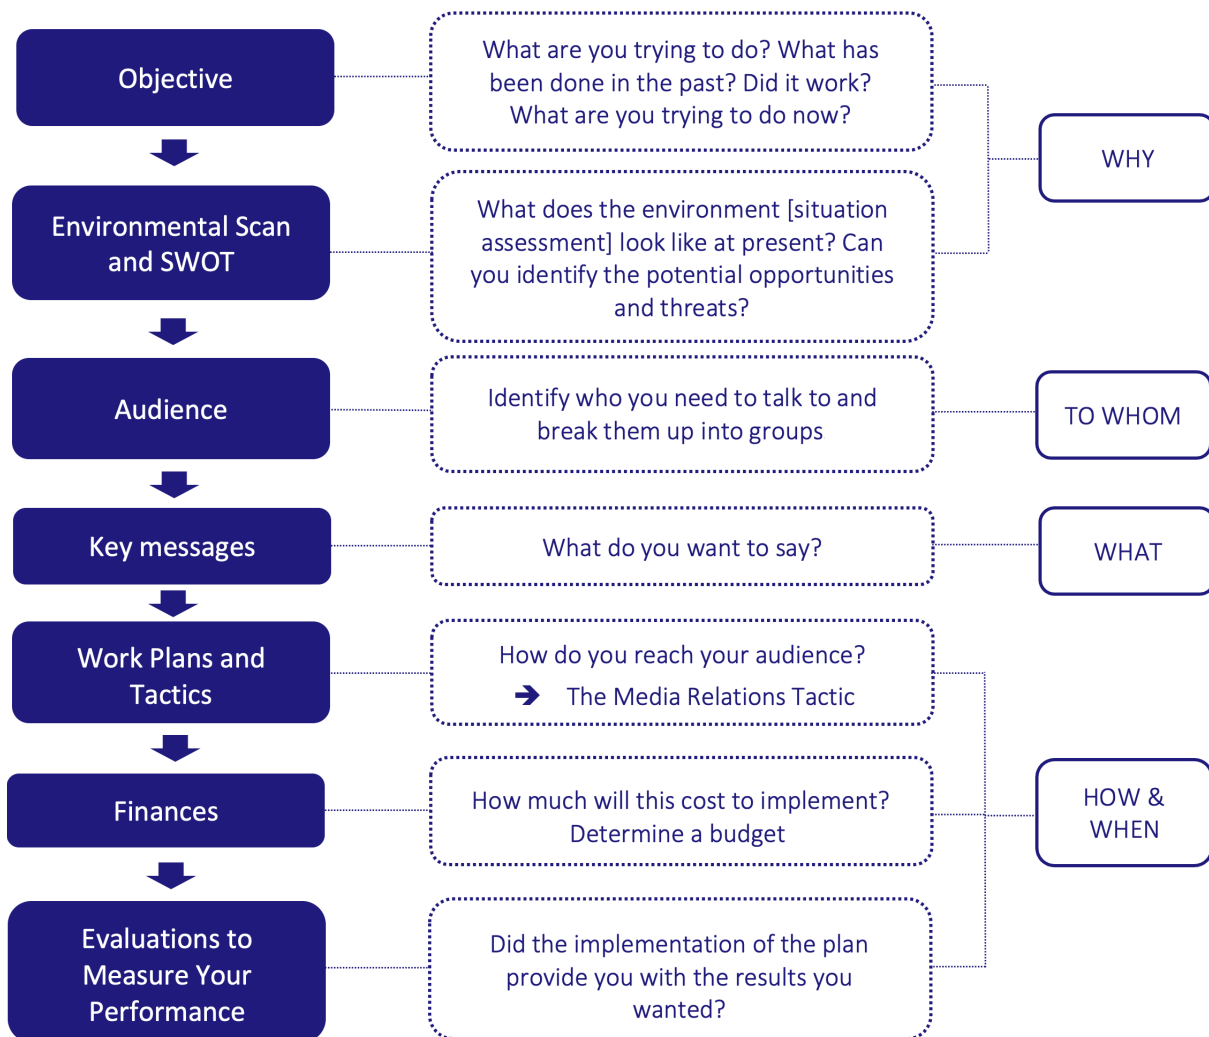 Objective
What are you trying to do? What has
been done in the past? Did it work?
What are you trying to do now?
WHY
Environmental Scan
and SWOT
What does the environment [situation
assessment] look like at present? Can
you identify the potential opportunities
and threats?
Audience
Identify who you need to talk to and
break them up into groups
TO WHOM
Key messages
What do you want to say?
WHAT
Work Plans and
Tactics
How do you reach your audience?
➔ The Media Relations Tactic
Finances
How much will this cost to implement?
Determine a budget
HOW &
WHEN
Evaluations to
Measure Your
Performance
Did the implementation of the plan
provide you with the results you
wanted?